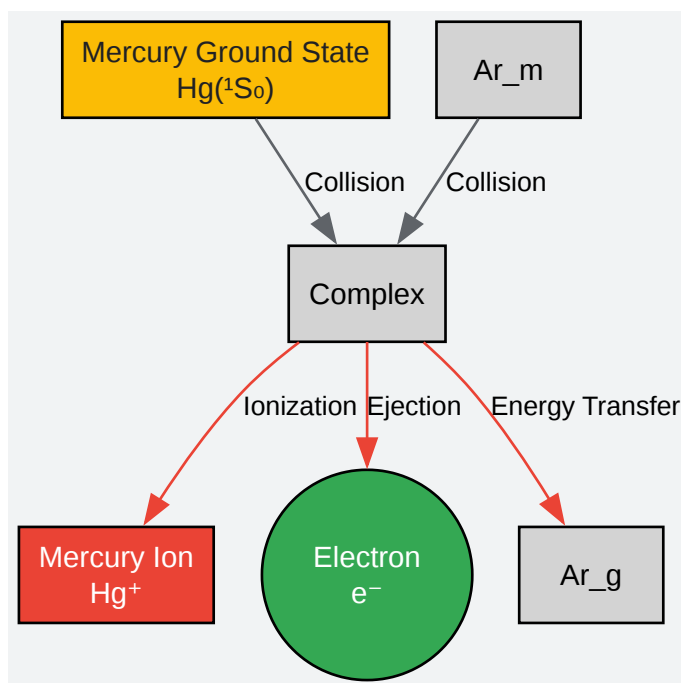 Mercury Ground State
Hg(¹S₀)
Ar_m
Collision
Collision
Complex
Ionization
Ejection
Energy Transfer
Mercury Ion
Hg⁺
Electron
e⁻
Ar_g